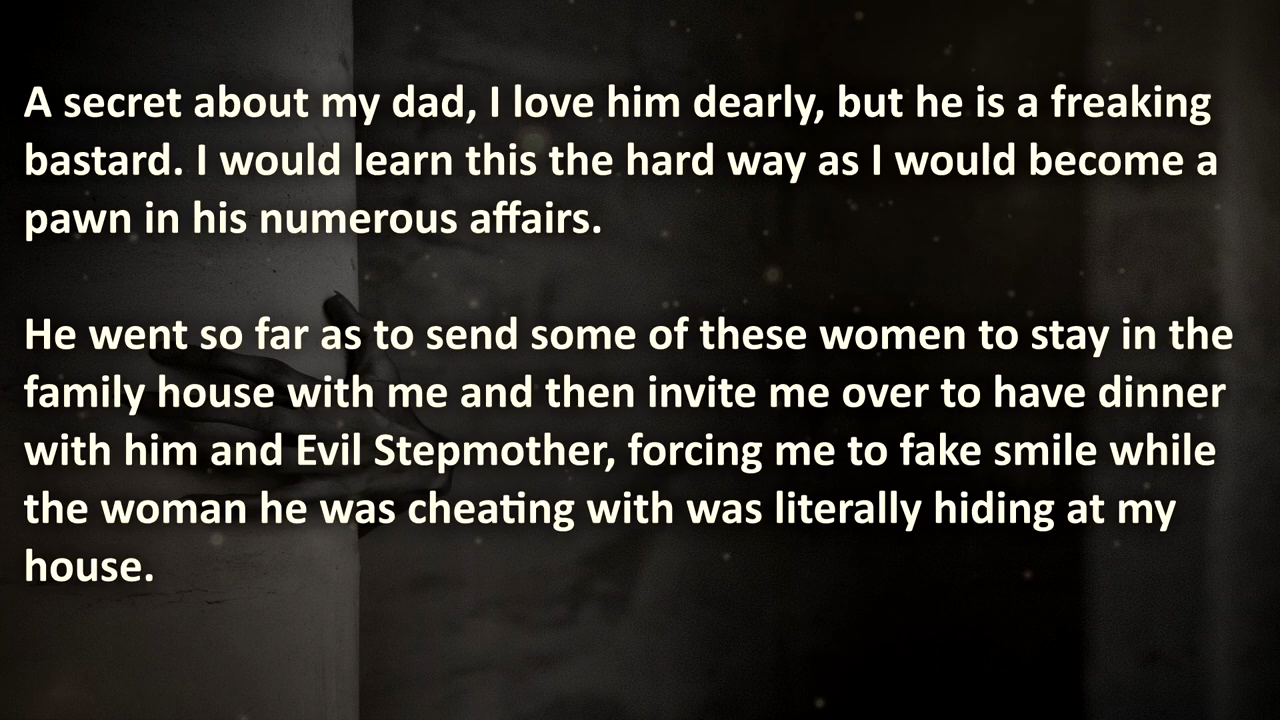 A secret about my dad, I love him dearly, but he is a freaking
bastard. I would learn this the hard way as I would become a
pawn in his numerous affairs.
He went so far as to send some of these women to stay in the
family house with me and then invite me over to have dinner
with him and Evil Stepmother, forcing me to fake smile while
the woman he was cheating with was literally hiding at my
house.